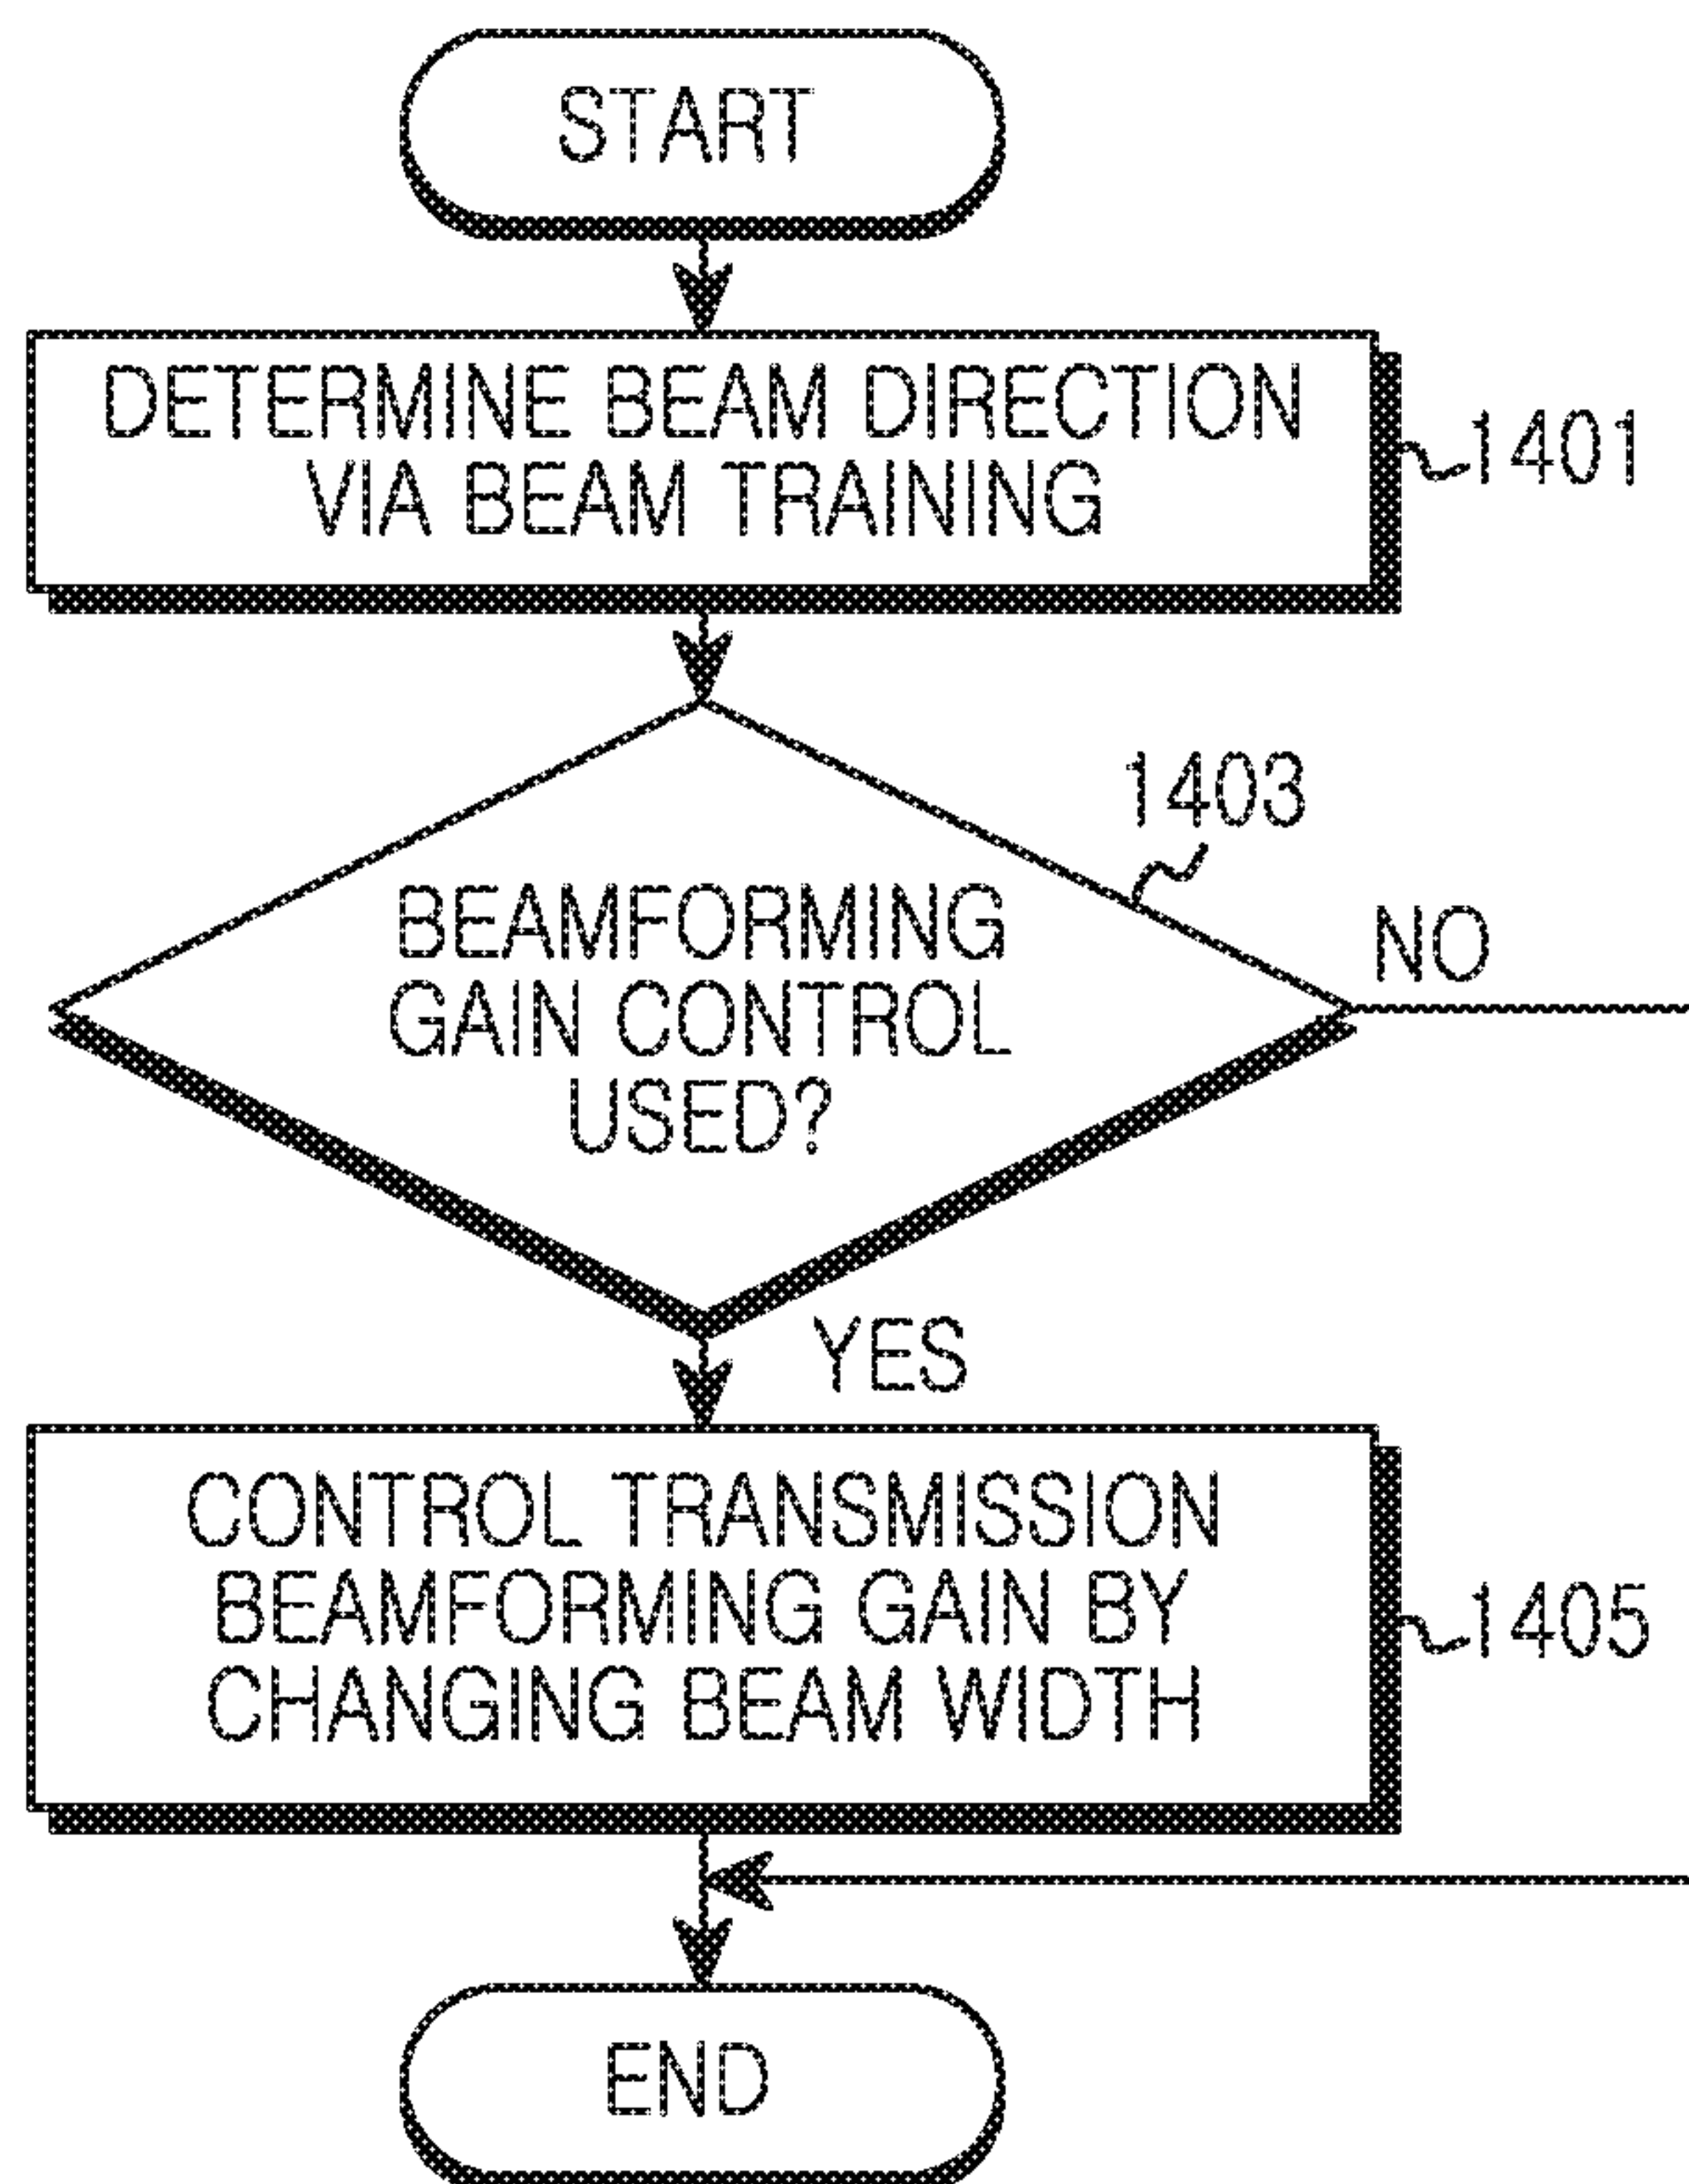 START
DETERMINE BEAM DIRECTION
VIA BEAM TRAINING
1401
1403
BEAMFORMING
GAIN CONTROL
USED?
NO
YES
CONTROL TRANSMISSION
BEAMFORMING GAIN BY
CHANGING BEAM WIDTH
1405
END